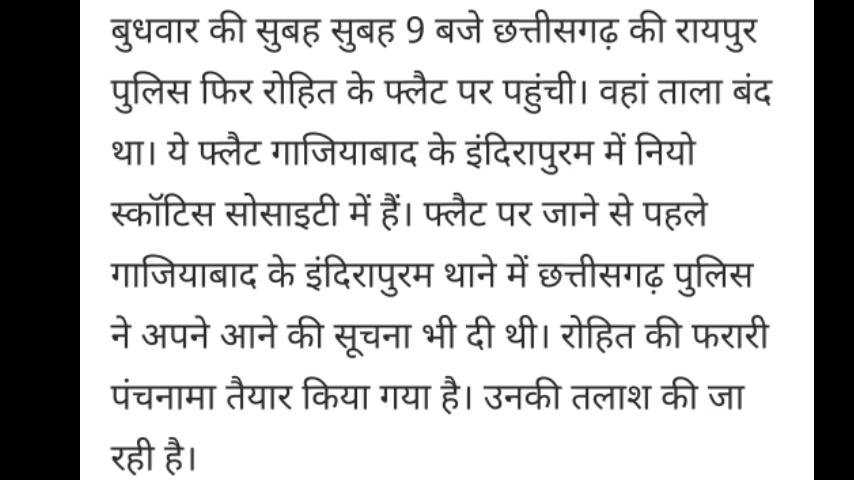 बुधवार की सुबह सुबह 9 बजे छत्तीसगढ़ की रायपुर
पुलिस फिर रोहित के फ्लैट पर पहुंची। वहां ताला बंद
था। ये फ्लैट गाजियाबाद के इंदिरापुरम में नियो
स्कॉटिस सोसाइटी में हैं। फ्लैट पर जाने से पहले
गाजियाबाद के इंदिरापुरम थाने में छत्तीसगढ़ पुलिस
ने अपने आने की सूचना भी दी थी। रोहित की फरारी
पंचनामा तैयार किया गया है। उनकी तलाश की जा
रही है।